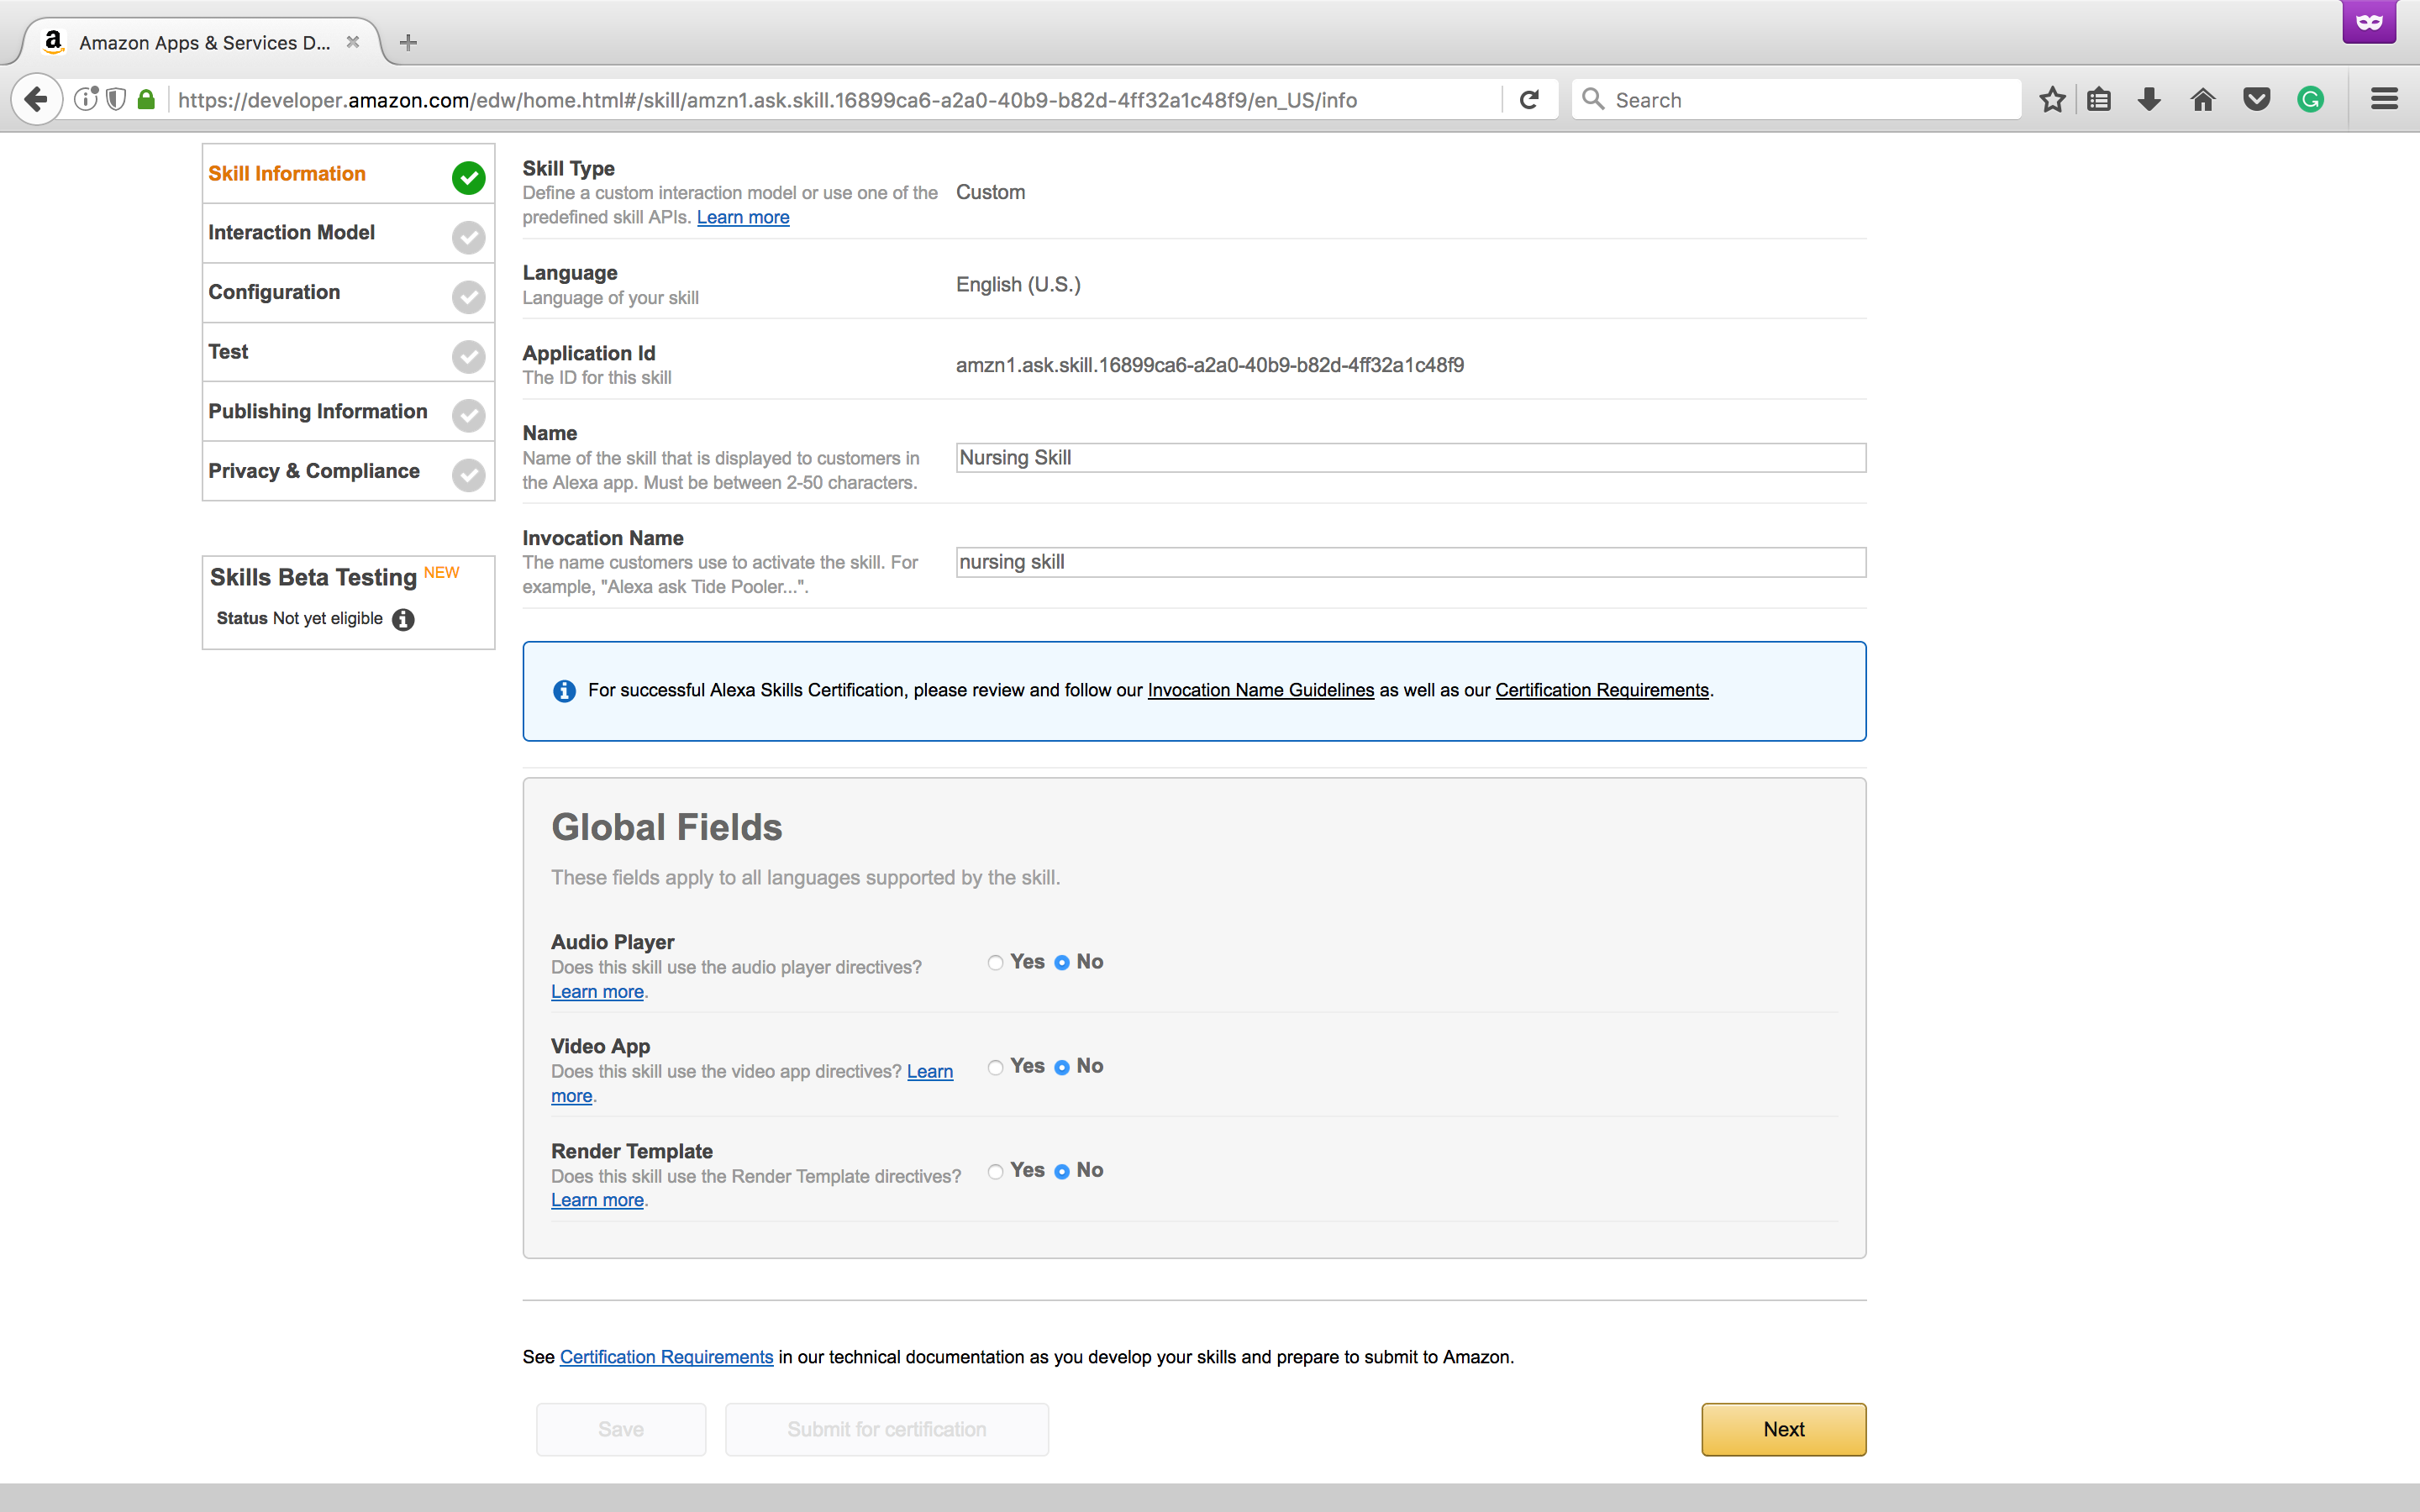 Amazon Apps & Services D...
https://developer.amazon.com/edw/home.html#/skill/amzn1.ask.skill.16899ca6-a2a0-40b9-b82d-4ff32a1c48f9/en_US/info
Search
Skill Information
Interaction Model
Configuration
Test
Publishing Information
Privacy & Compliance
Skills Beta Testing NEW
Status Not yet eligible
Skill Type
Define a custom interaction model or use one of the
predefined skill APIs. Learn more
Custom
Language
Language of your skill
English (U.S.)
Application Id
The ID for this skill
amzn1.ask.skill.16899ca6-a2a0-40b9-b82d-4ff32a1c48f9
Name
Name of the skill that is displayed to customers in
the Alexa app. Must be between 2-50 characters.
Nursing Skill
Invocation Name
The name customers use to activate the skill. For
example, "Alexa ask Tide Pooler...".
nursing skill
For successful Alexa Skills Certification, please review and follow our Invocation Name Guidelines as well as our Certification Requirements.
Global Fields
These fields apply to all languages supported by the skill.
Audio Player
Does this skill use the audio player directives?
Learn more.
Yes No
Video App
Does this skill use the video app directives? Learn
more.
Yes No
Render Template
Does this skill use the Render Template directives?
Learn more.
Yes No
See Certification Requirements in our technical documentation as you develop your skills and prepare to submit to Amazon.
Save
Submit for certification
Next